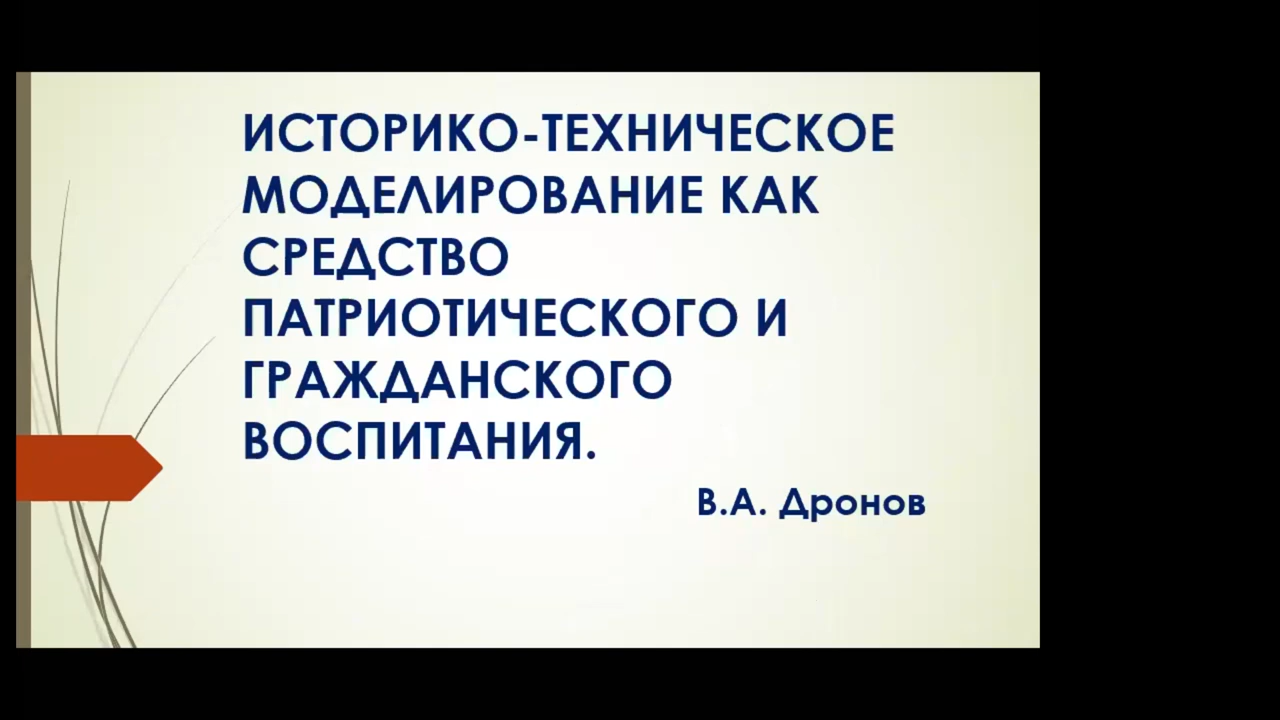 ИСТОРИКО-ТЕХНИЧЕСКОЕ
МОДЕЛИРОВАНИЕ КАК
СРЕДСТВО
ПАТРИОТИЧЕСКОГО И
ГРАЖДАНСКОГО
ВОСПИТАНИЯ.
В.А. Дронов